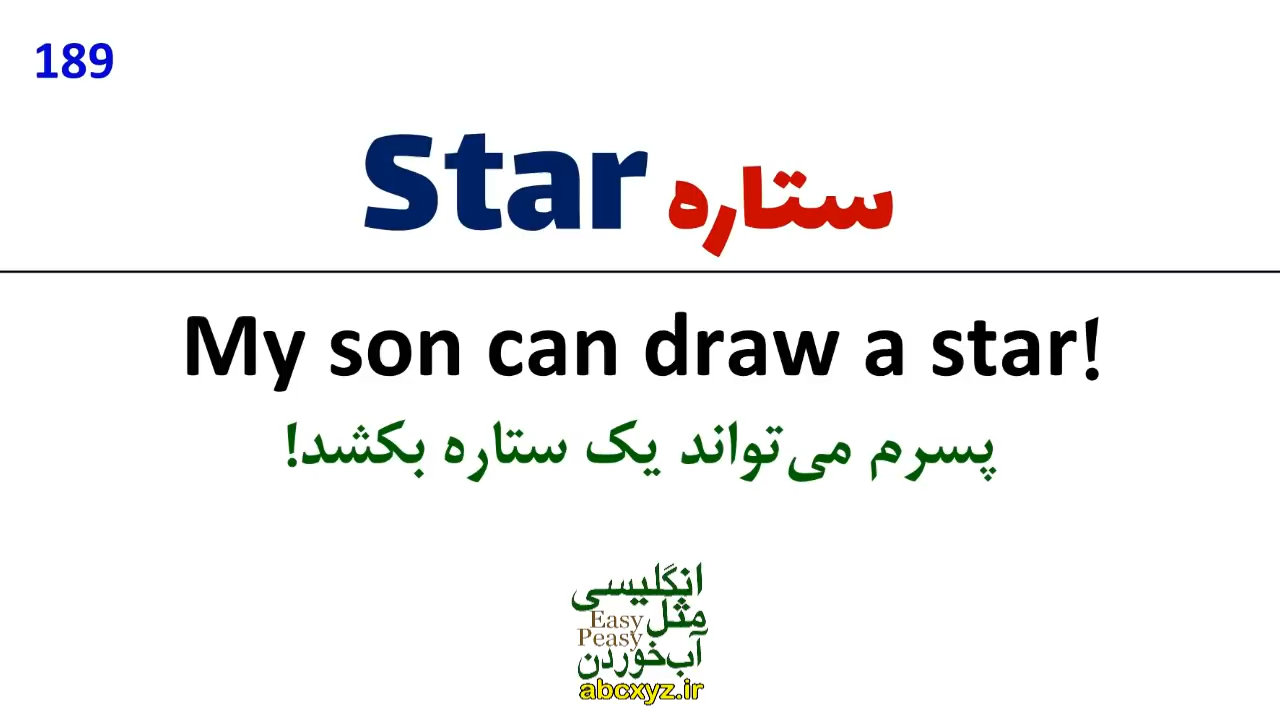 189
Star ستاره
My son can draw a star!
پسرم می‌تواند یک ستاره بکشد!
انگلیسی
مثل
Easy
Peasy
آب‌خوردن
abcxyz.ir